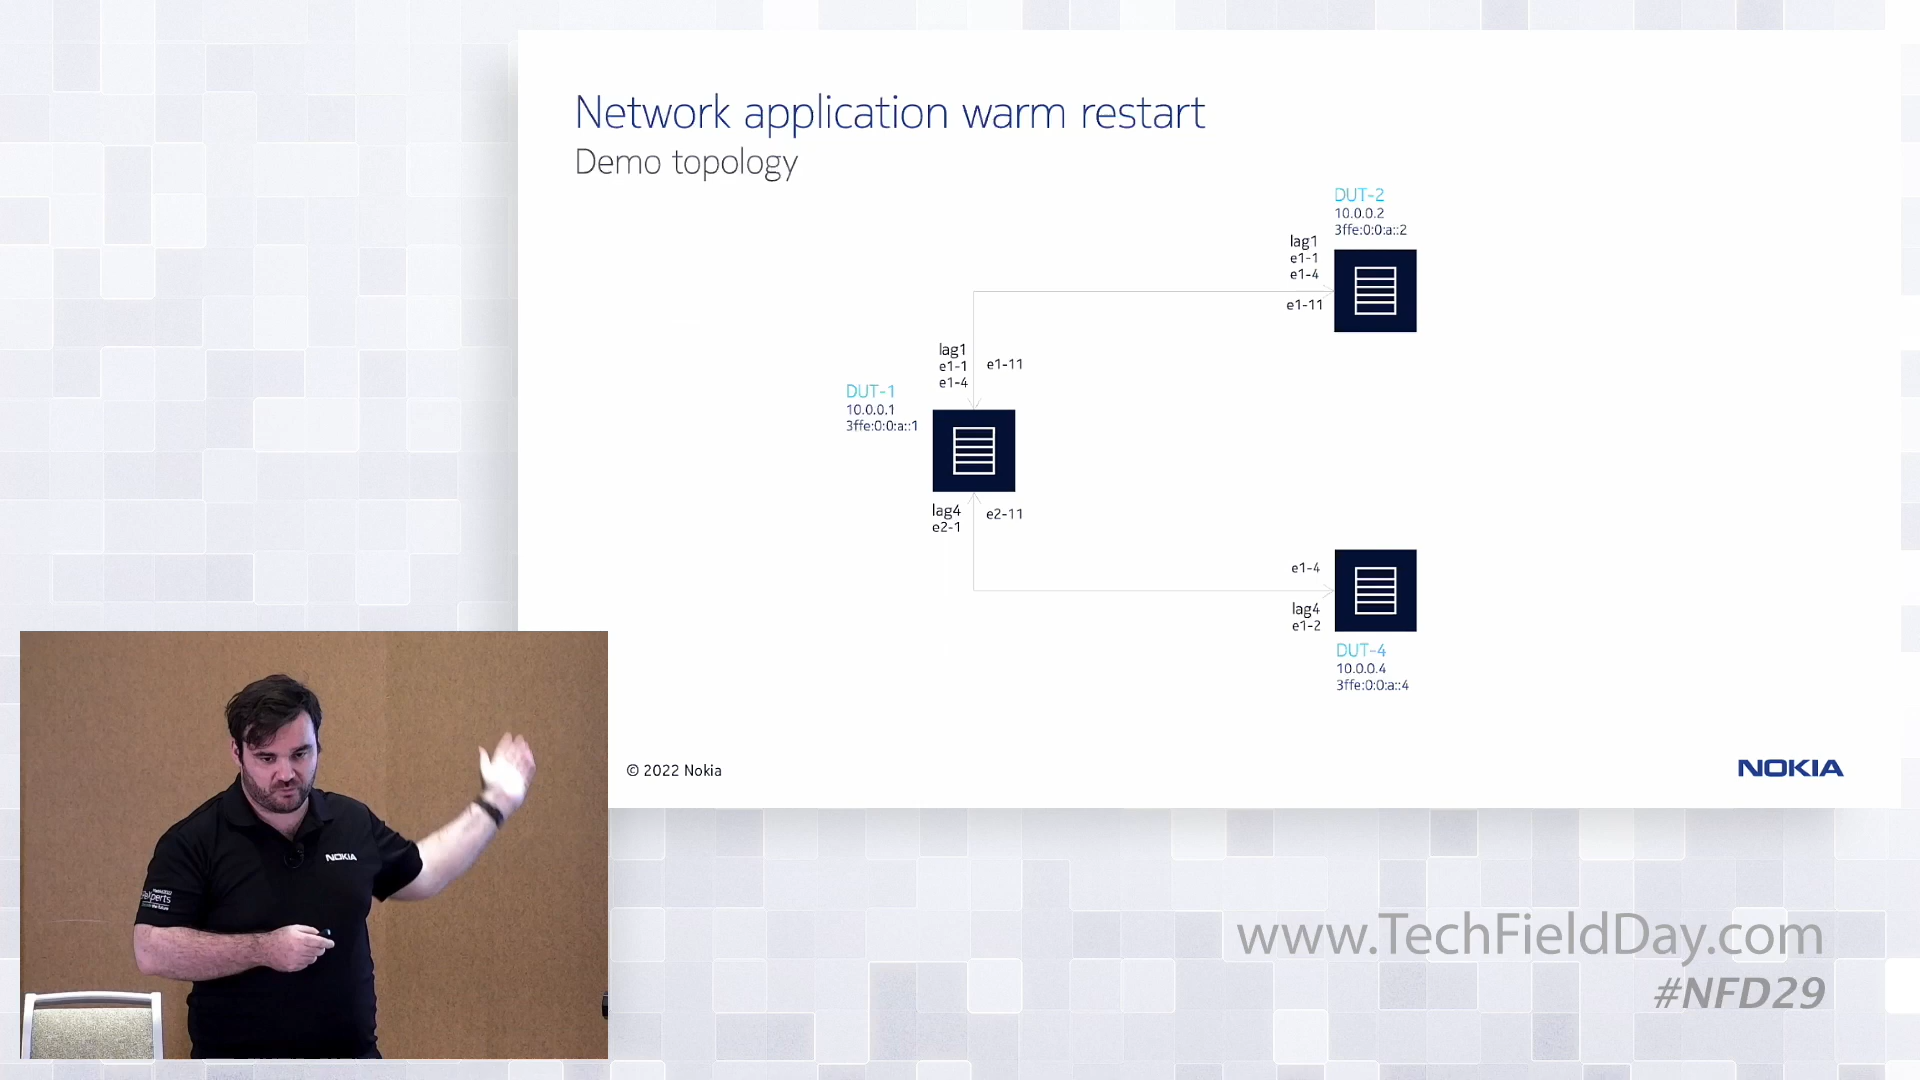 Network application warm restart
Demo topology
DUT-2
10.0.0.2
3ffe:0:0:a::2
lag1
e1-1
e1-4
e1-11
lag1
e1-1
e1-4
e1-11
DUT-1
10.0.0.1
3ffe:0:0:a::1
lag4
e2-1
e2-11
e1-4
lag4
e1-2
DUT-4
10.0.0.4
3ffe:0:0:a::4
© 2022 Nokia
NOKIA
NOKIA
www.TechFieldDay.com
#NFD29